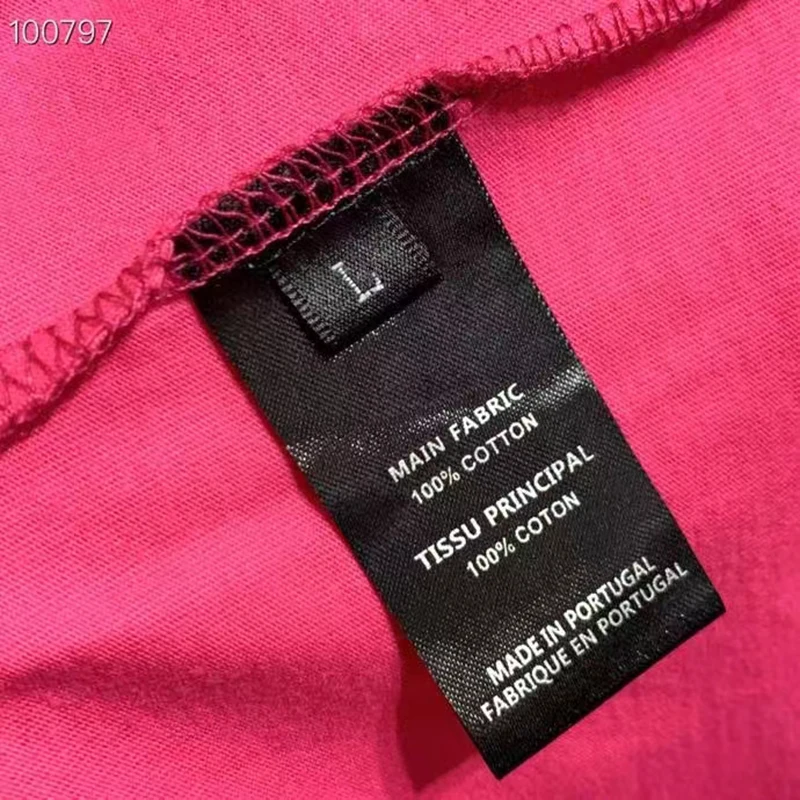 100797
L
MAIN FABRIC
100% COTTON
TISSU PRINCIPAL
100% COTON
MADE IN PORTUGAL
FABRIQUE EN PORTUGAL